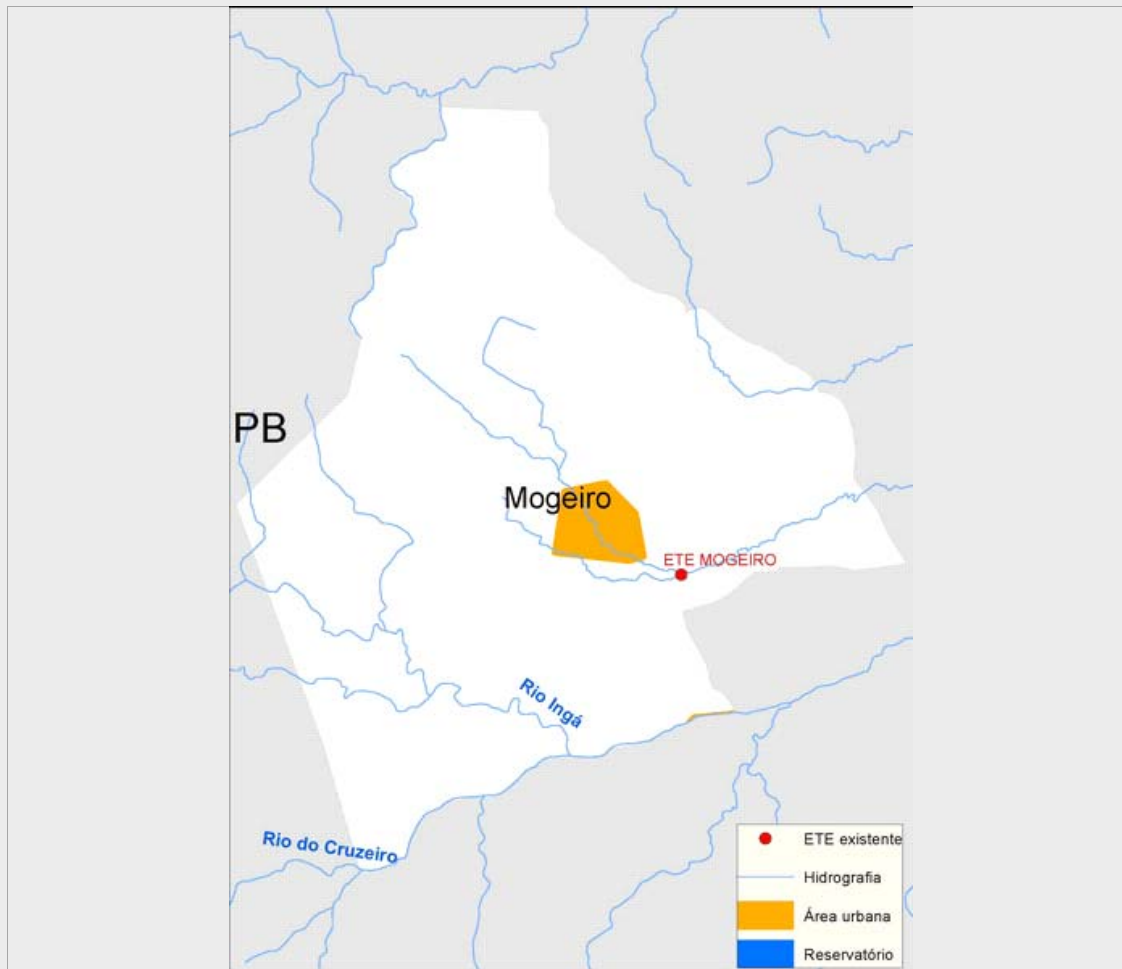 PB
Mogeiro
ETE MOGEIRO
Rio Ingá
Rio do Cruzeiro
ETE existente
Hidrografia
Área urbana
Reservatório